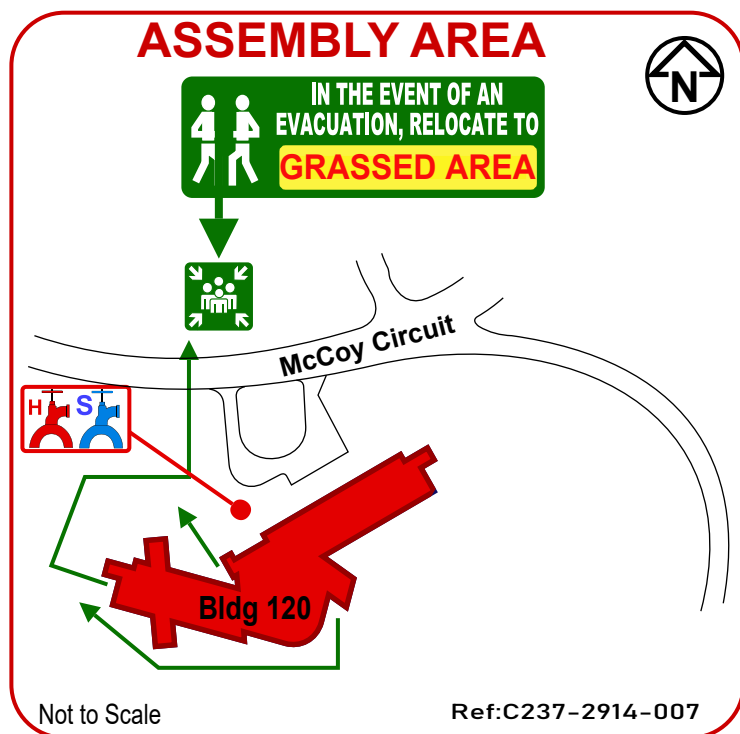 ASSEMBLY AREA
N
IN THE EVENT OF AN
EVACUATION, RELOCATE TO
GRASSED AREA
McCoy Circuit
H S
Bldg 120
Not to Scale
Ref:C237-2914-007